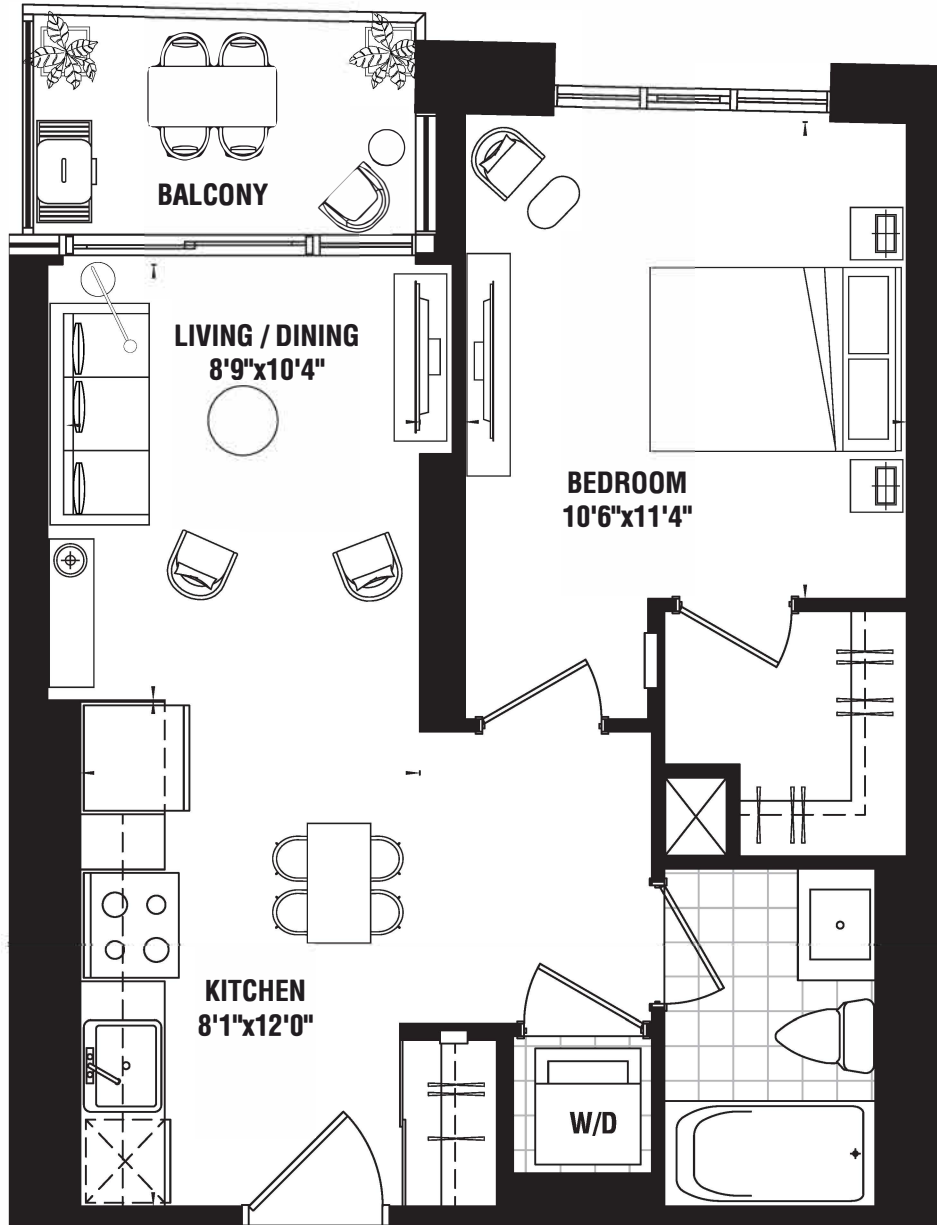 BALCONY
LIVING / DINING
8'9"x10'4"
BEDROOM
10'6"x11'4"
KITCHEN
8'1"x12'0"
W/D